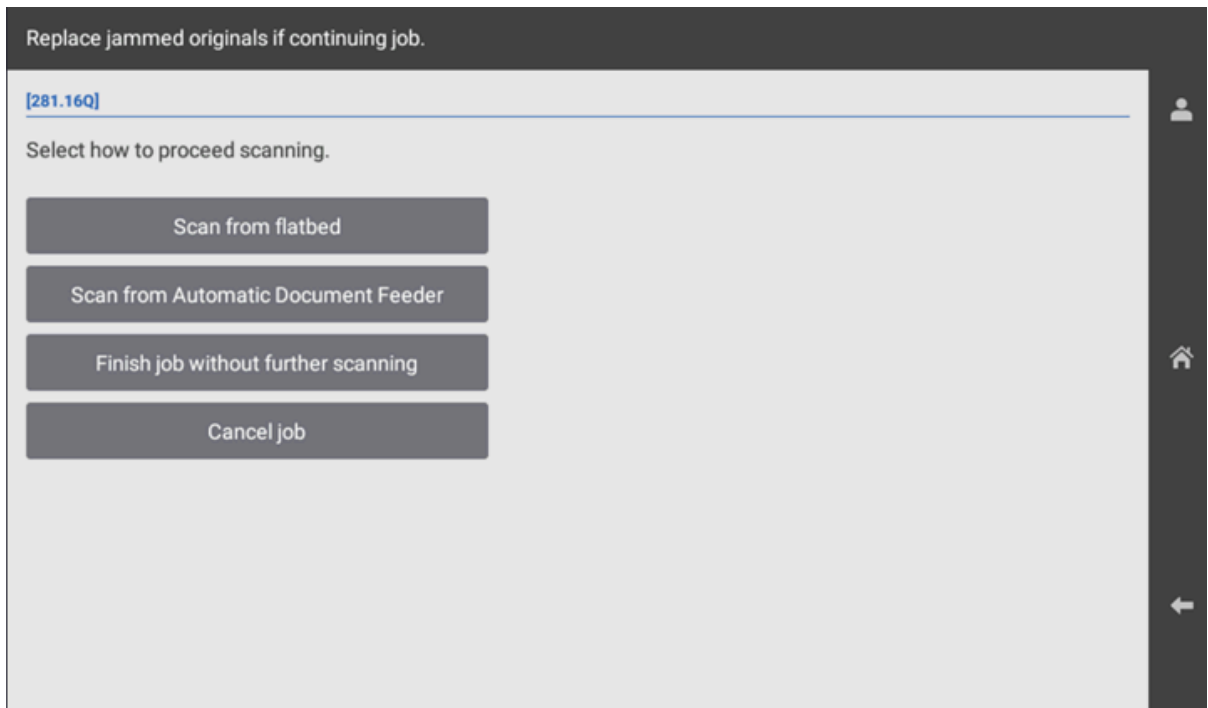 Replace jammed originals if continuing job.
[281.16Q]
Select how to proceed scanning.
Scan from flatbed
Scan from Automatic Document Feeder
Finish job without further scanning
Cancel job